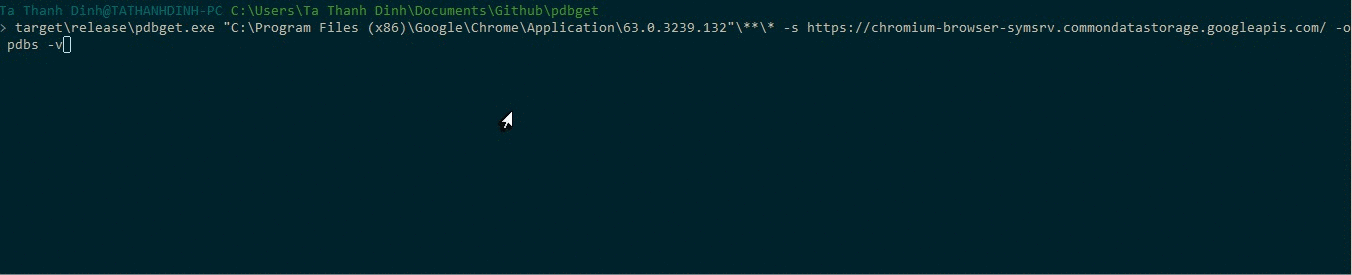 Ta Thanh Dinh@TATHANHDINH-PC C:\Users\Ta Thanh Dinh\Documents\Github\pdbget
> target\release\pdbget.exe "C:\Program Files (x86)\Google\Chrome\Application\63.0.3239.132"\**\* -s https://chromium-browser-symsrv.commondatastorage.googleapis.com/ -o
pdbs -v